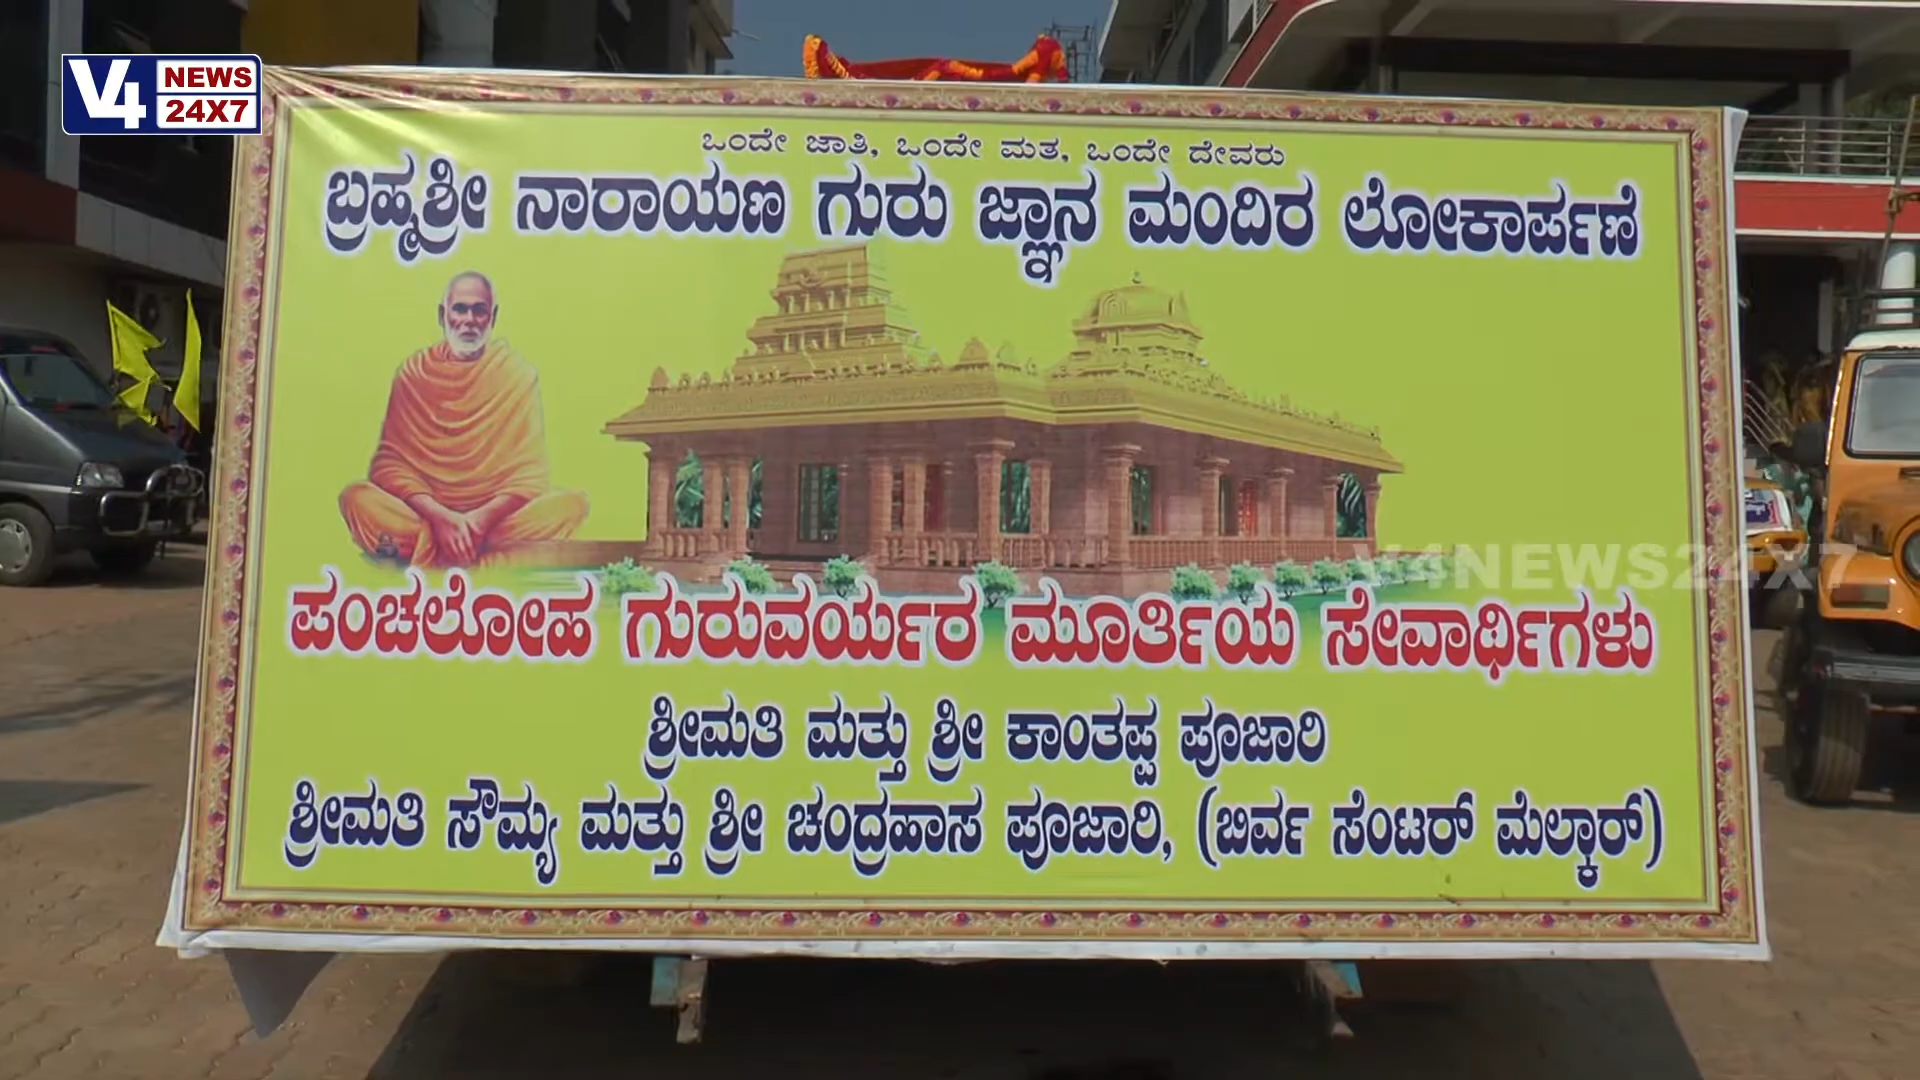 V4 NEWS
24X7
ಒಂದೇ ಜಾತಿ, ಒಂದೇ ಮತ, ಒಂದೇ ದೇವರು
ಬ್ರಹ್ಮಶ್ರೀ ನಾರಾಯಣ ಗುರು ಜ್ಞಾನ ಮಂದಿರ ಲೋಕಾರ್ಪಣೆ
V4NEWS24X7
ಪಂಚಲೋಹ ಗುರುವರ್ಯರ ಮೂರ್ತಿಯ ಸೇವಾರ್ಥಿಗಳು
ಶ್ರೀಮತಿ ಮತ್ತು ಶ್ರೀ ಕಾಂತಪ್ಪ ಪೂಜಾರಿ
ಶ್ರೀಮತಿ ಸೌಮ್ಯ ಮತ್ತು ಶ್ರೀ ಚಂದ್ರಹಾಸ ಪೂಜಾರಿ, (ಬಿರ್ವ ಸೆಂಟರ್ ಮೆಲ್ಕಾರ್)